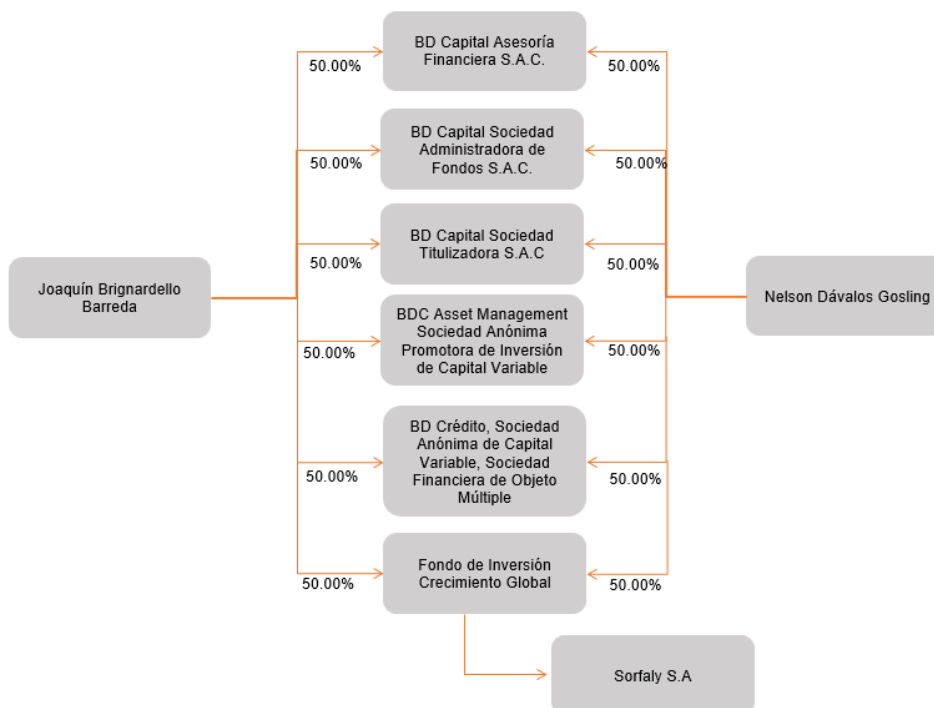 BD Capital Asesoría
Financiera S.A.C.
50.00%
50.00%
BD Capital Sociedad
Administradora de
Fondos S.A.C.
50.00%
50.00%
BD Capital Sociedad
Titulizadora S.A.C
50.00%
50.00%
Joaquín Brignardello
Barreda
Nelson Dávalos Gosling
BDC Asset Management
Sociedad Anónima
Promotora de Inversión
de Capital Variable
50.00%
50.00%
BD Crédito, Sociedad
Anónima de Capital
Variable, Sociedad
Financiera de Objeto
Múltiple
50.00%
50.00%
Fondo de Inversión
Crecimiento Global
50.00%
50.00%
Sorfaly S.A